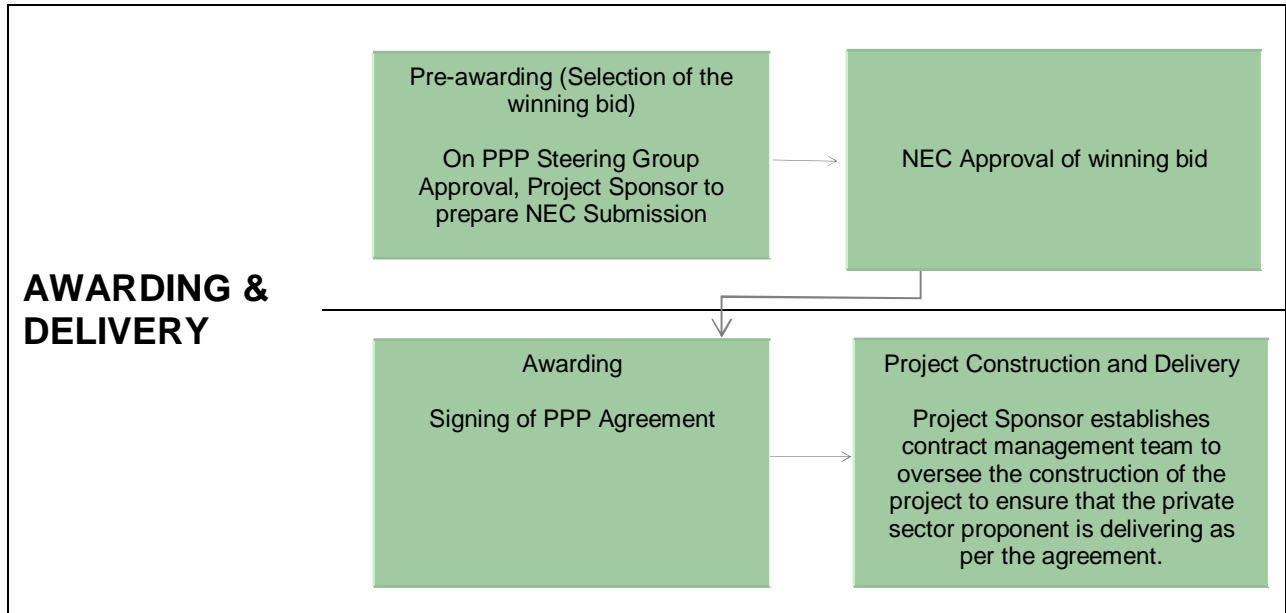 AWARDING &
DELIVERY
Pre-awarding (Selection of the
winning bid)
On PPP Steering Group
Approval, Project Sponsor to
prepare NEC Submission
NEC Approval of winning bid
Awarding
Signing of PPP Agreement
Project Construction and Delivery
Project Sponsor establishes
contract management team to
oversee the construction of the
project to ensure that the private
sector proponent is delivering as
per the agreement.